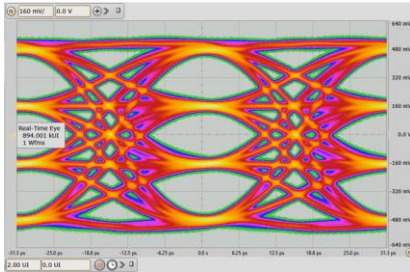 160 mV/ 0.0 V
640 mV
480 mV
320 mV
160 mV
0.0 V
-160 mV
-320 mV
-480 mV
-640 mV
Real-Time Eye
894.001 kUI
1 Wfms
-31.3 ps -25.0 ps -18.8 ps -12.5 ps -6.25 ps 0.0 s 6.25 ps 12.5 ps 18.8 ps 25.0 ps 31.3 ps
2.00 UI 0.0 UI